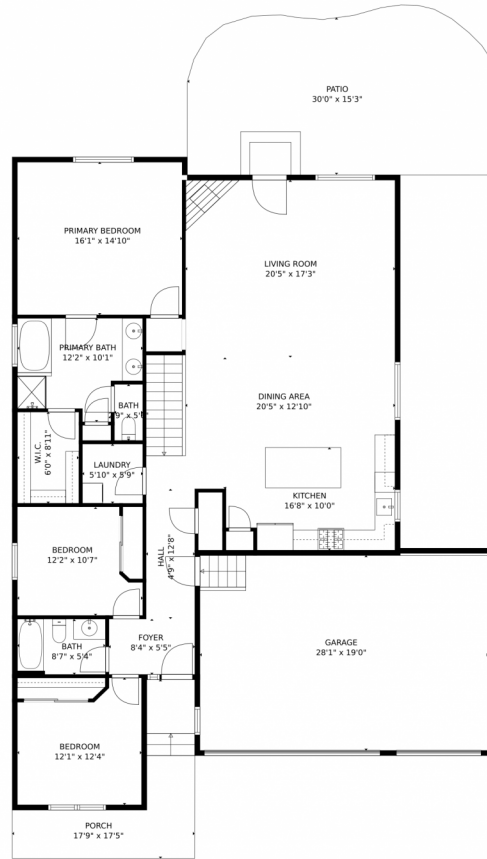 PATIO
30'0" x 15'3"
PRIMARY BEDROOM
16'1" x 14'10"
LIVING ROOM
20'5" x 17'3"
PRIMARY BATH
12'2" x 10'1"
DINING AREA
20'5" x 12'10"
BATH
W.I.C.
6'0" x 8'11"
LAUNDRY
5'10" x 5'9"
KITCHEN
16'8" x 10'0"
BEDROOM
12'2" x 10'7"
HALL
4'9" x 12'8"
FOYER
8'4" x 5'5"
BATH
8'7" x 5'4"
GARAGE
28'1" x 19'0"
BEDROOM
12'1" x 12'4"
PORCH
17'9" x 17'5"